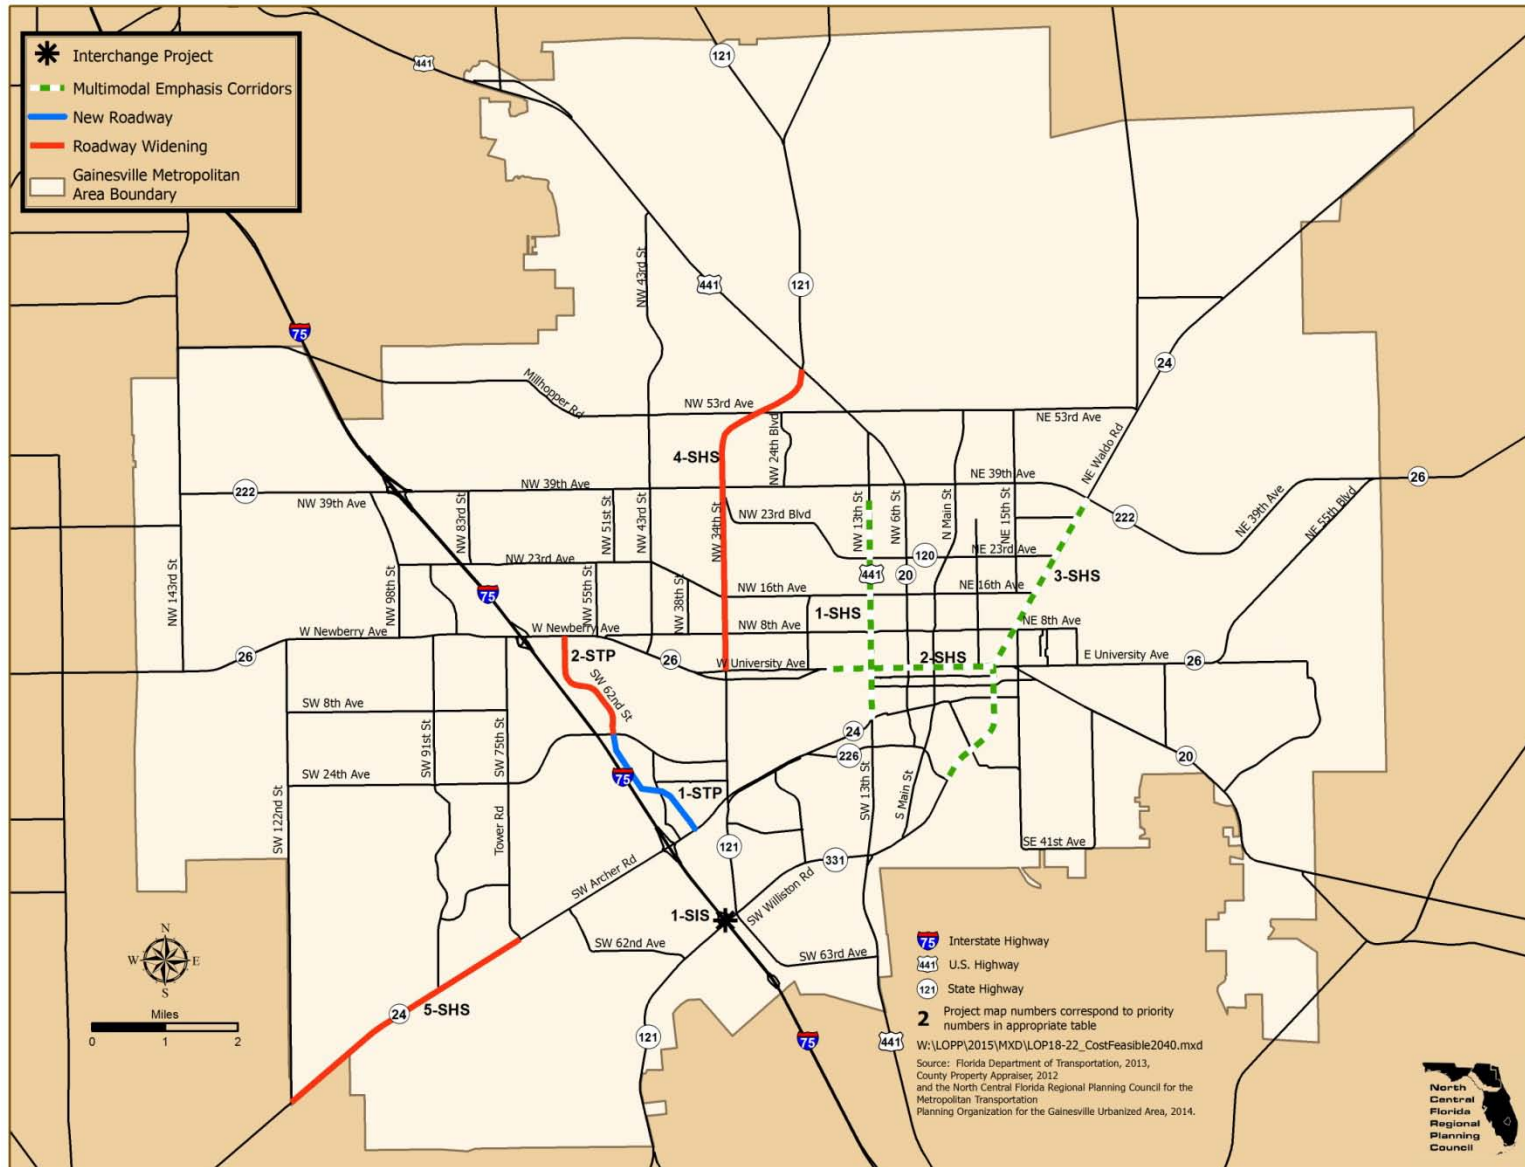 Interchange Project
Multimodal Emphasis Corridors
New Roadway
Roadway Widening
Gainesville Metropolitan
Area Boundary
441
121
75
441
121
NW 43rd St
24
Millhopper Rd
NW 53rd Ave
NE 53rd Ave
NW 24th Blvd
NE Waldo Rd
4-SHS
26
222
NW 39th Ave
NW 39th Ave
NE 39th Ave
222
NE 39th Ave
NE 55th Blvd
NW 83rd St
NW 51st St
NW 43rd St
NW 34th St
NW 23rd Blvd
NW 13th St
NW 6th St
N Main St
NE 15th St
NW 143rd St
NW 98th St
NW 23rd Ave
120
NE 23rd Ave
441
20
3-SHS
75
NW 55th St
NW 38th St
NW 16th Ave
NE 16th Ave
1-SHS
W Newberry Ave
W Newberry Ave
NW 8th Ave
NE 8th Ave
26
2-STP
26
W University Ave
2-SHS
E University Ave
26
SW 62nd St
SW 8th Ave
SW 91st St
SW 75th St
24
226
20
SW 24th Ave
75
1-STP
SW 122nd St
Tower Rd
SW 13th St
S Main St
SE 41st Ave
121
331
SW Archer Rd
SW Williston Rd
1-SIS
SW 62nd Ave
SW 63rd Ave
5-SHS
24
121
75
441
N
W
E
S
Miles
0 1 2
75 Interstate Highway
441 U.S. Highway
121 State Highway
2 Project map numbers correspond to priority
numbers in appropriate table
W:\LOPP\2015\MXD\LOP18-22_CostFeasible2040.mxd
Source: Florida Department of Transportation, 2013,
County Property Appraiser, 2012
and the North Central Florida Regional Planning Council for the
Metropolitan Transportation
Planning Organization for the Gainesville Urbanized Area, 2014.
North
Central
Florida
Regional
Planning
Council